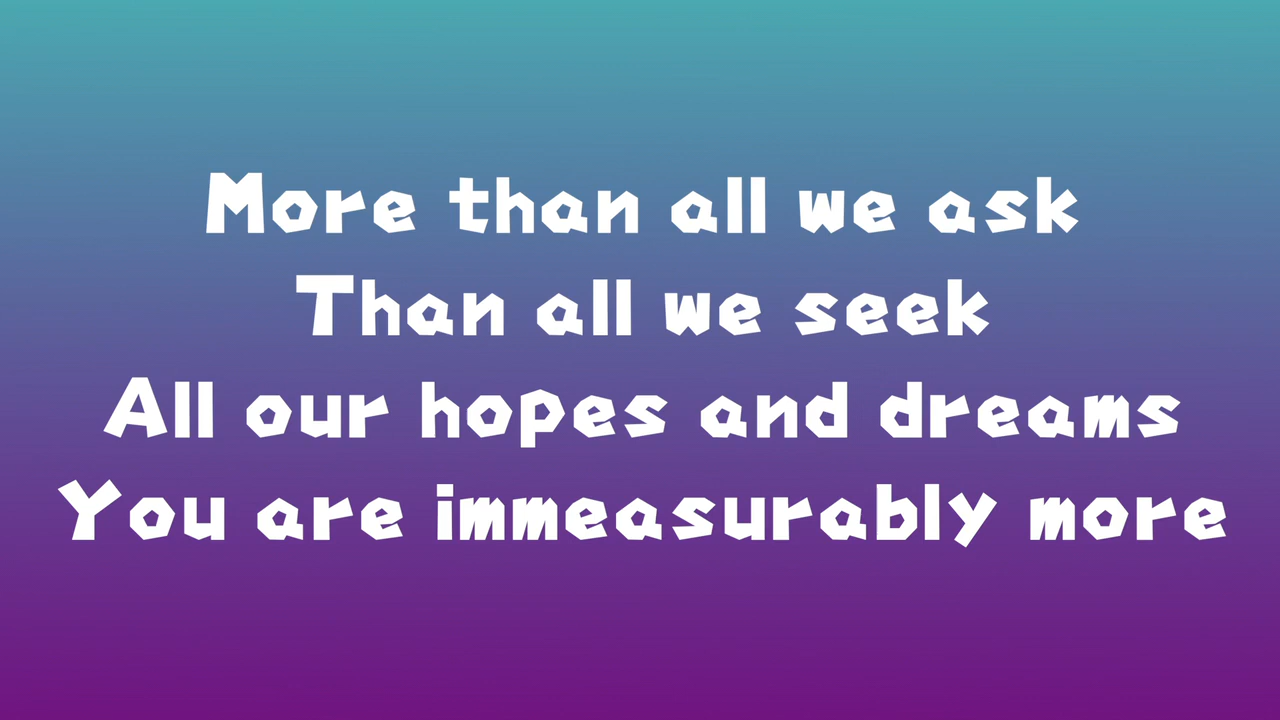 More than all we ask
Than all we seek
All our hopes and dreams
You are immeasurably more